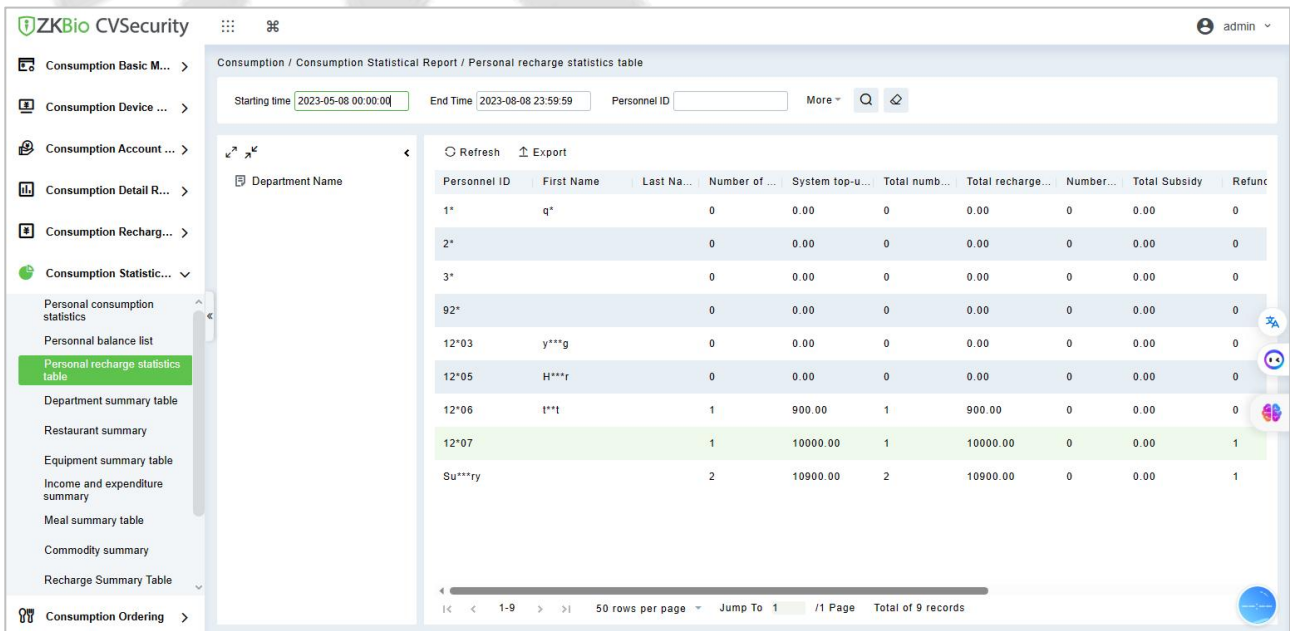 ZKBio CVSecurity
admin
Consumption Basic M...
Consumption Device ...
Consumption Account ...
Consumption Detail R...
Consumption Recharg...
Consumption Statistic...
Personal consumption
statistics
Personnal balance list
Personal recharge statistics
table
Department summary table
Restaurant summary
Equipment summary table
Income and expenditure
summary
Meal summary table
Commodity summary
Recharge Summary Table
Consumption Ordering
Consumption / Consumption Statistical Report / Personal recharge statistics table
Starting time 2023-05-08 00:00:00 End Time 2023-08-08 23:59:59 Personnel ID More
Department Name
Refresh Export
Personnel ID First Name Last Na... Number of ... System top-u... Total numb... Total recharge... Number... Total Subsidy Refund
1* q* 0 0.00 0 0.00 0 0.00 0
2* 0 0.00 0 0.00 0 0.00 0
3* 0 0.00 0 0.00 0 0.00 0
92* 0 0.00 0 0.00 0 0.00 0
12*03 y***g 0 0.00 0 0.00 0 0.00 0
12*05 H***r 0 0.00 0 0.00 0 0.00 0
12*06 t**t 1 900.00 1 900.00 0 0.00 0
12*07 1 10000.00 1 10000.00 0 0.00 1
Su***ry 2 10900.00 2 10900.00 0 0.00 1
1-9 50 rows per page Jump To 1 /1 Page Total of 9 records